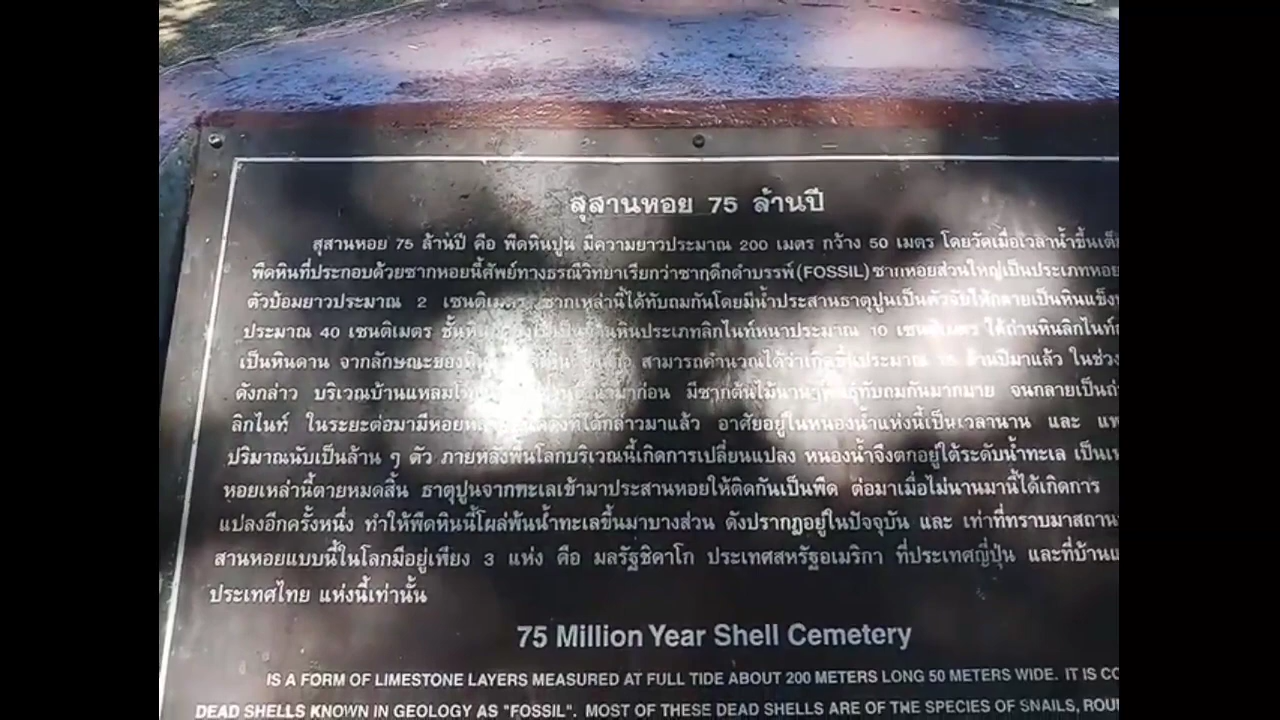 สุสานหอย 75 ล้านปี
สุสานหอย 75 ล้านปี คือ พืดหินปูน มีความยาวประมาณ 200 เมตร กว้าง 50 เมตร โดยวัดเมื่อเวลาน้ำขึ้น
พืดหินที่ประกอบด้วยซากหอยนี้ศัพย์ทางธรณีวิทยาเรียกว่าซากดึกดำบรรพ์ (FOSSIL) ซากหอยส่วนใหญ่เป็นประเภทหอย
ตัวป้อมยาวประมาณ 2 เซนติเมตร ซากเหล่านี้ได้ทับถมกันโดยมีน้ำประสานธาตุปูนเป็นตัวจับให้กลายเป็นหินแข็ง
ประมาณ 40 เซนติเมตร หินประเภทลิกไนท์หนาประมาณ 10 เซนติเมตร ใต้ถ่านหินลิกไนท์
เป็นหินดาน จากลักษณะของ สามารถคำนวณได้ว่าเกิดขึ้นประมาณ ล้านปีมาแล้ว ในช่วง
ดังกล่าว บริเวณบ้านแหลม มาก่อน มีซากต้นไม้นานาพันธุ์ทับถมกันมากมาย จนกลายเป็น
ลิกไนท์ ในระยะต่อมามีหอย ที่ได้กล่าวมาแล้ว อาศัยอยู่ในหนองน้ำแห่งนี้เป็นเวลานาน และ
ปริมาณนับเป็นล้าน ๆ ตัว ภายหลังพื้นโลกบริเวณนี้เกิดการเปลี่ยนแปลง หนองน้ำจึงตกอยู่ใต้ระดับน้ำทะเล
หอยเหล่านี้ตายหมดสิ้น ธาตุปูนจากทะเลเข้ามาประสานหอยให้ติดกันเป็นพืด ต่อมาเมื่อไม่นานมานี้ได้เกิดการ
แปลงอีกครั้งหนึ่ง ทำให้พืดหินนี้โผล่พ้นน้ำทะเลขึ้นมาบางส่วน ดังปรากฏอยู่ในปัจจุบัน และ เท่าที่ทราบมาสถาน
สานหอยแบบนี้ในโลกมีอยู่เพียง 3 แห่ง คือ มลรัฐชิคาโก ประเทศสหรัฐอเมริกา ที่ประเทศญี่ปุ่น และที่บ้าน
ประเทศไทย แห่งนี้เท่านั้น
75 Million Year Shell Cemetery
IS A FORM OF LIMESTONE LAYERS MEASURED AT FULL TIDE ABOUT 200 METERS LONG 50 METERS WIDE. IT IS CO
DEAD SHELLS KNOWN IN GEOLOGY AS "FOSSIL". MOST OF THESE DEAD SHELLS ARE OF THE SPECIES OF SNAILS, ROU